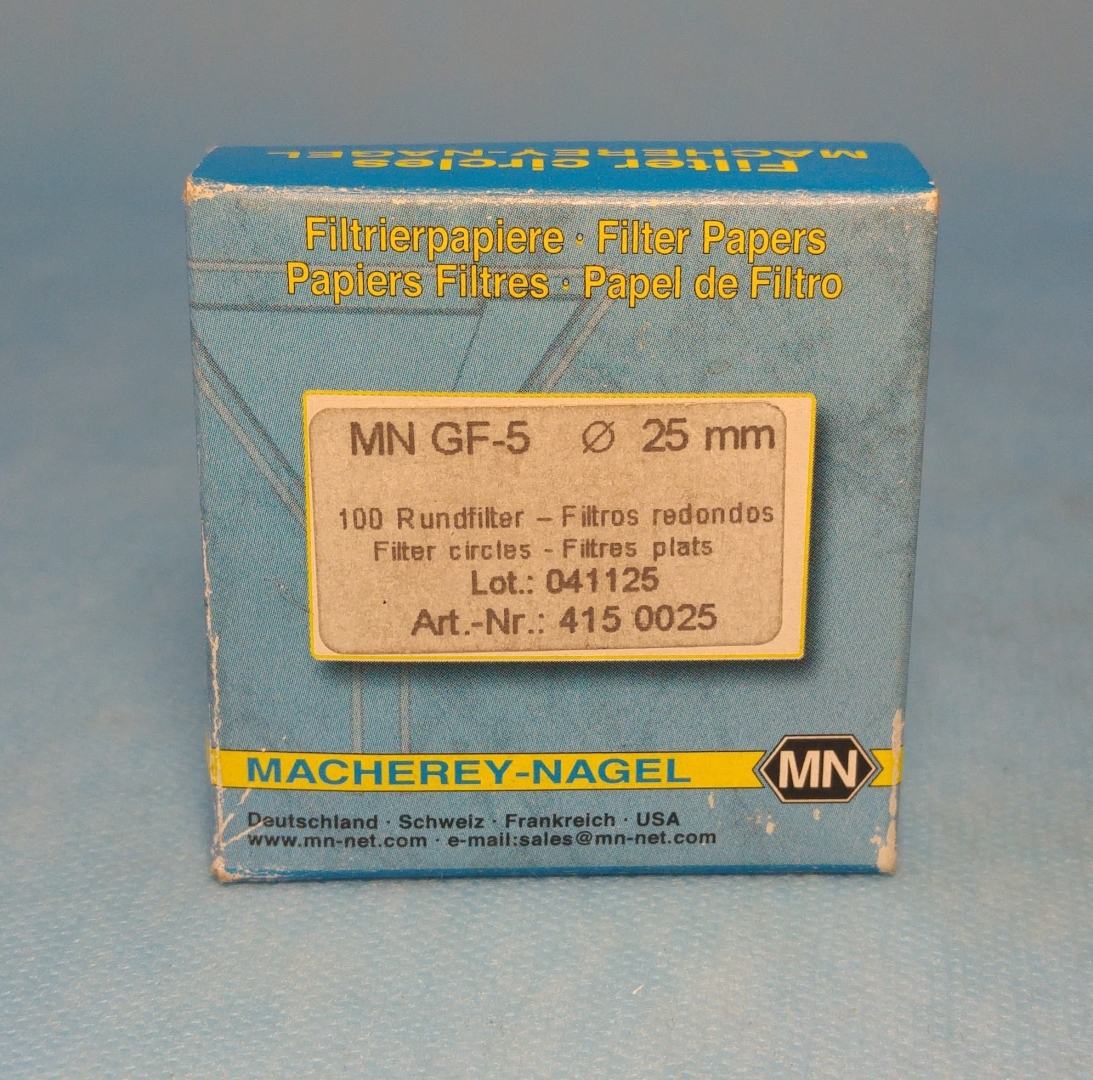 Filter circles
MACHEREY-NAGEL
Filtrierpapiere · Filter Papers
Papiers Filtres · Papel de Filtro
MN GF-5 Ø 25 mm
100 Rundfilter – Filtros redondos
Filter circles - Filtres plats
Lot.: 041125
Art.-Nr.: 415 0025
MACHEREY-NAGEL MN
Deutschland · Schweiz · Frankreich · USA
www.mn-net.com · e-mail:sales@mn-net.com